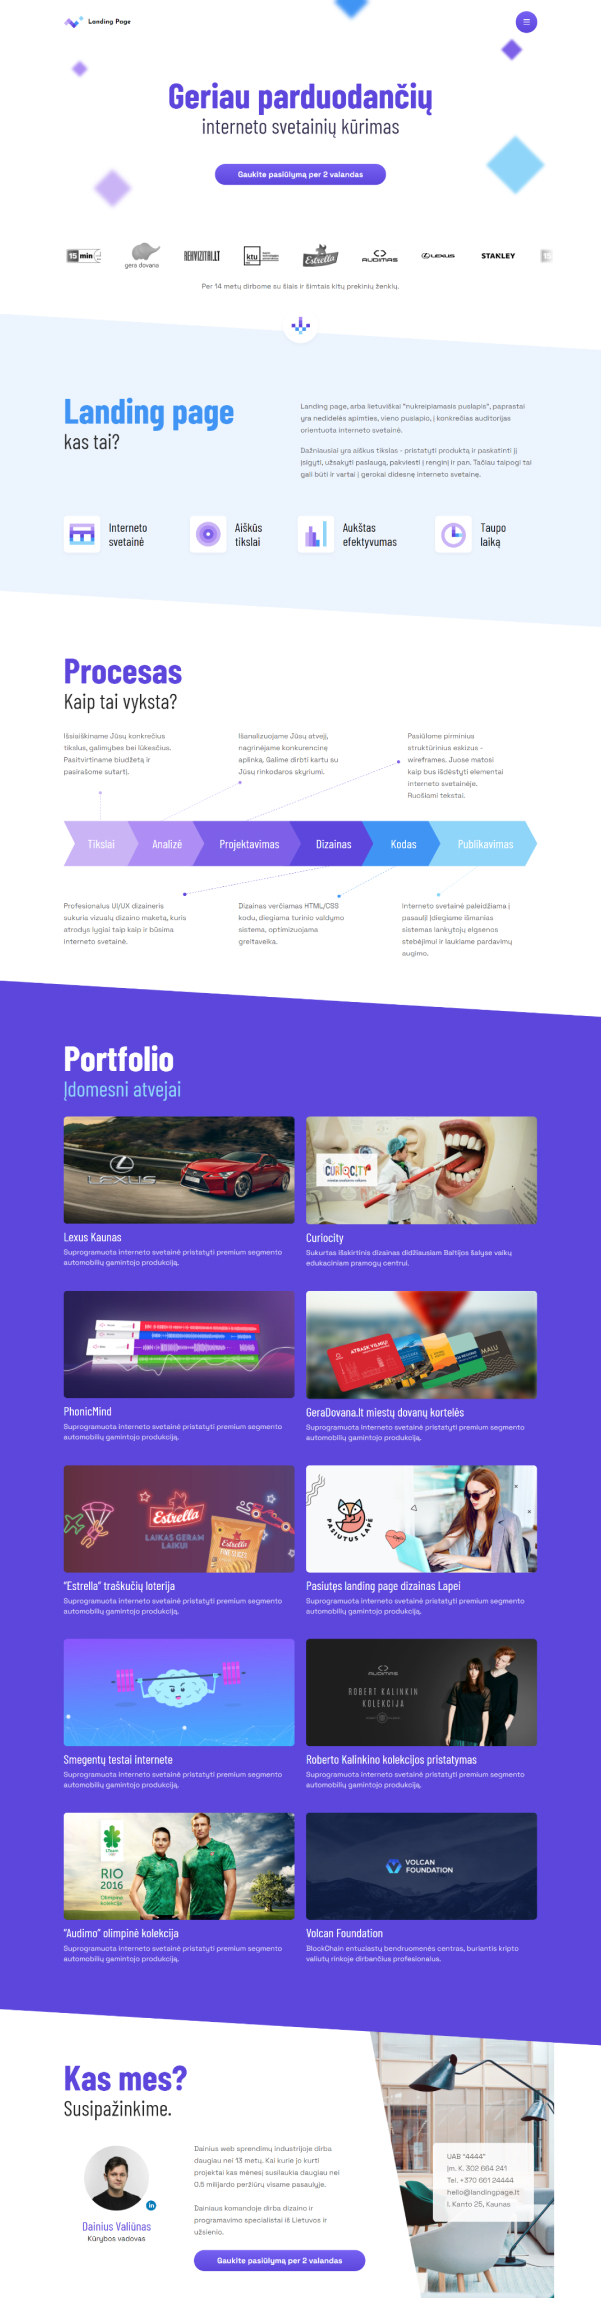 Landing Page
Geriau parduodančių
interneto svetainių kūrimas
Gaukite pasiūlymą per 2 valandas
15 min
gera dovana
REKVIZITAI.LT
ktu
Estrella
AUDIMAS
LEXUS
STANLEY
15
Per 14 metų dirbome su šiais ir šimtais kitų prekinių ženklų.
Landing page
kas tai?
Landing page, arba lietuviškai "nukreipiamasis puslapis", paprastai
yra nedidelės apimties, vieno puslapio, į konkrečias auditorijas
orientuota interneto svetainė.
Dažniausiai yra aiškus tikslas - pristatyti produktą ir paskatinti jį
įsigyti, užsakyti paslaugą, pakviesti į renginį ir pan. Tačiau taipogi tai
gali būti ir vartai į gerokai didesnę interneto svetainę.
Interneto
svetainė
Aiškūs
tikslai
Aukštas
efektyvumas
Taupo
laiką
Procesas
Kaip tai vyksta?
Išsiaiškiname Jūsų konkrečius
tikslus, galimybes bei lūkesčius.
Pasitvirtiname biudžetą ir
pasirašome sutartį.
Išanalizuojame Jūsų atvejį,
nagrinėjame konkurencinę
aplinką. Galime dirbti kartu su
Jūsų rinkodaros skyriumi.
Pasiūlome pirminius
struktūrinius eskizus -
wireframes. Juose matosi
kaip bus išdėstyti elementai
interneto svetainėje.
Ruošiami tekstai.
Tikslai
Analizė
Projektavimas
Dizainas
Kodas
Publikavimas
Profesionalus UI/UX dizaineris
sukuria vizualų dizaino maketą, kuris
atrodys lygiai taip kaip ir būsima
interneto svetainė.
Dizainas verčiamas HTML/CSS
kodu, diegiama turinio valdymo
sistema, optimizuojama
greitaveika.
Interneto svetainė paleidžiama į
pasaulį! Įdiegiame išmanias
sistemas lankytojų elgsenos
stebėjimui ir laukiame pardavimų
augimo.
Portfolio
Įdomesni atvejai
LEXUS
CURIOCITY
Lexus Kaunas
Suprogramuota interneto svetainė pristatyti premium segmento
automobilių gamintojo produkciją.
Curiocity
Sukurtas išskirtinis dizainas didžiausiam Baltijos šalyse vaikų
edukaciniam pramogų centrui.
ATRASK VILNIŲ
MALU
PhonicMind
Suprogramuota interneto svetainė pristatyti premium segmento
automobilių gamintojo produkciją.
GeraDovana.lt miestų dovanų kortelės
Suprogramuota interneto svetainė pristatyti premium segmento
automobilių gamintojo produkciją.
Estrella
LAIKAS GERAM
LAIKUI
Estrella
PASIUTUS LAPĖ
"Estrella" traškučių loterija
Suprogramuota interneto svetainė pristatyti premium segmento
automobilių gamintojo produkciją.
Pasiutęs landing page dizainas Lapei
Suprogramuota interneto svetainė pristatyti premium segmento
automobilių gamintojo produkciją.
AUDIMAS
ROBERT KALINKIN
KOLEKCIJA
Smegenų testai internete
Suprogramuota interneto svetainė pristatyti premium segmento
automobilių gamintojo produkciją.
Roberto Kalinkino kolekcijos pristatymas
Suprogramuota interneto svetainė pristatyti premium segmento
automobilių gamintojo produkciją.
RIO
2016
Olimpinė
kolekcija
VOLCAN
FOUNDATION
"Audimo" olimpinė kolekcija
Suprogramuota interneto svetainė pristatyti premium segmento
automobilių gamintojo produkciją.
Volcan Foundation
BlockChain entuziastų bendruomenės centras, buriantis kripto
valiutų rinkoje dirbančius profesionalus.
Kas mes?
Susipažinkime.
in
Dainius Valiūnas
Kūrybos vadovas
Dainius web sprendimų industrijoje dirba
daugiau nei 13 metų. Kai kurie jo kurti
projektai kas mėnesį susilaukia daugiau nei
0.5 milijardo peržiūrų visame pasaulyje.
Dainiaus komandoje dirba dizaino ir
programavimo specialistai iš Lietuvos ir
užsienio.
Gaukite pasiūlymą per 2 valandas
UAB "4444"
Įm. K. 302 664 241
Tel. +370 661 24444
hello@landingpage.lt
I. Kanto 25, Kaunas